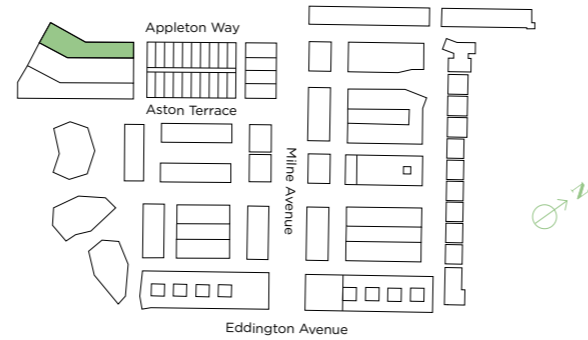 Appleton Way
Aston Terrace
Milne Avenue
N
Eddington Avenue